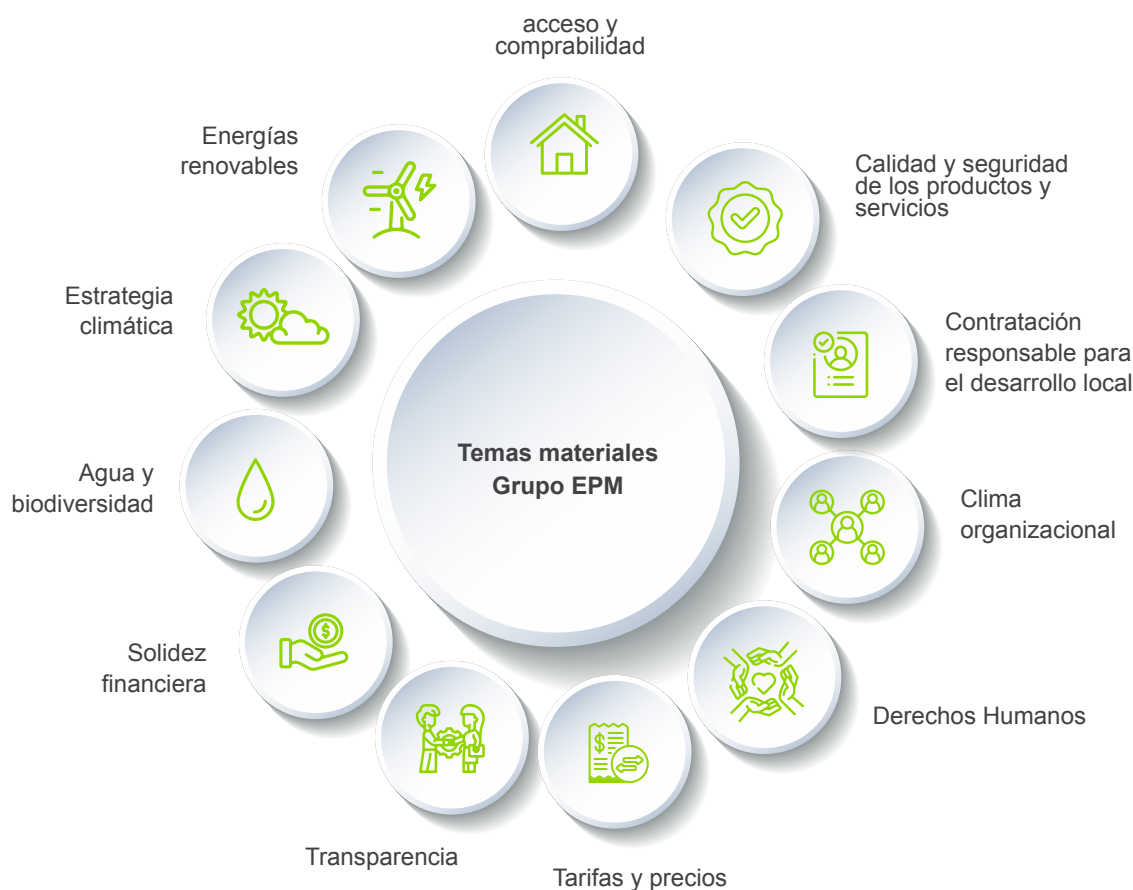 acceso y
comprabilidad
Calidad y seguridad
de los productos y
servicios
Contratación
responsable para
el desarrollo local
Clima
organizacional
Derechos Humanos
Tarifas y precios
Transparencia
Solidez
financiera
Agua y
biodiversidad
Estrategia
climática
Energías
renovables
Temas materiales
Grupo EPM
$
$